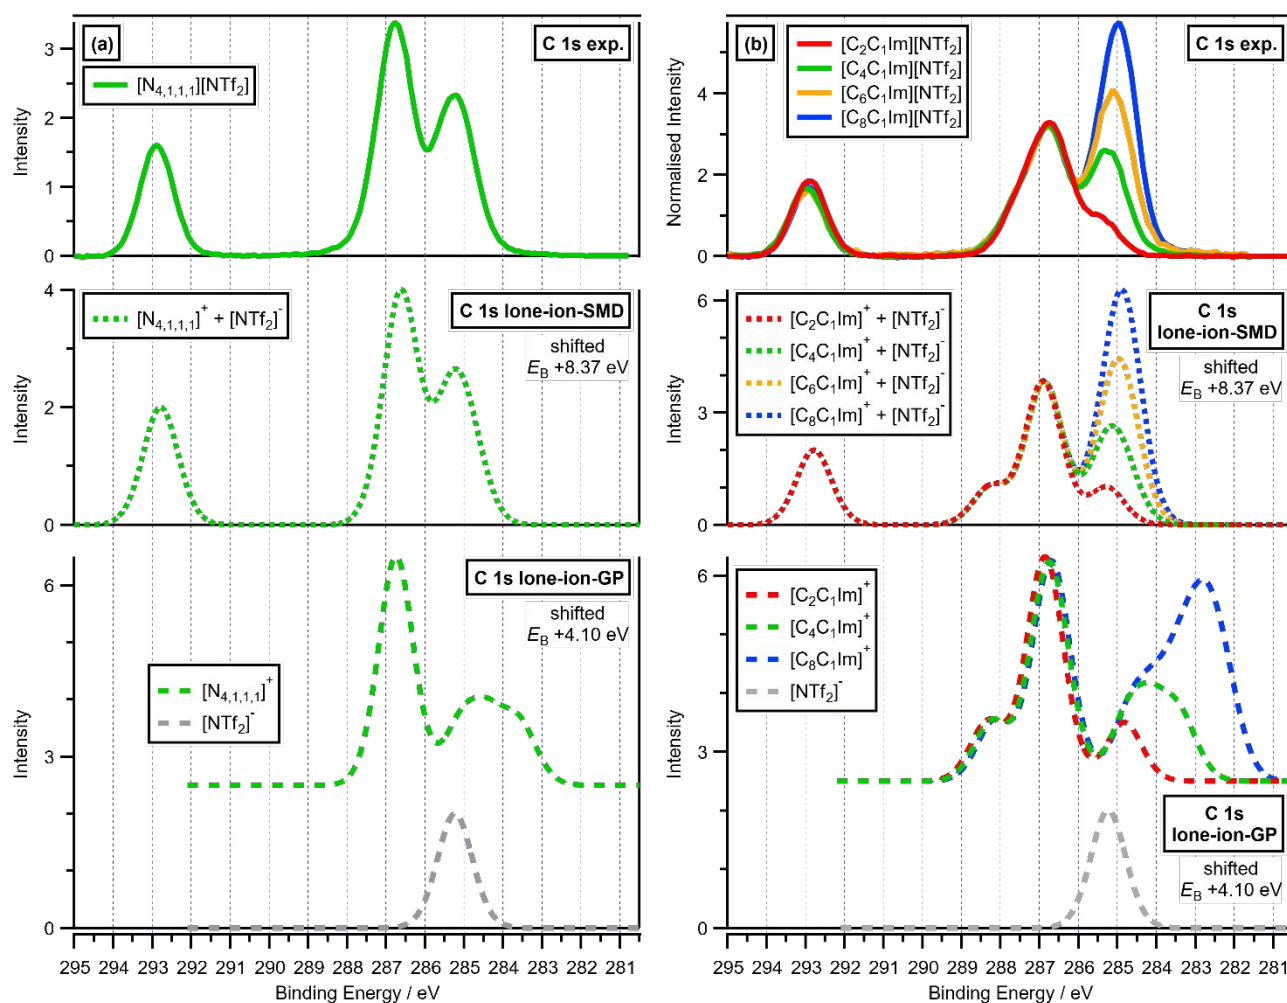 (a)
C 1s exp.
[N4,1,1,1][NTf2]
Intensity
3
2
1
0
[N4,1,1,1]+ + [NTf2]-
C 1s lone-ion-SMD
shifted
EB +8.37 eV
Intensity
4
2
0
C 1s lone-ion-GP
shifted
EB +4.10 eV
[N4,1,1,1]+
[NTf2]-
Intensity
6
3
0
295 294 293 292 291 290 289 288 287 286 285 284 283 282 281
Binding Energy / eV
(b)
C 1s exp.
[C2C1Im][NTf2]
[C4C1Im][NTf2]
[C6C1Im][NTf2]
[C8C1Im][NTf2]
Normalised Intensity
4
2
0
[C2C1Im]+ + [NTf2]-
[C4C1Im]+ + [NTf2]-
[C6C1Im]+ + [NTf2]-
[C8C1Im]+ + [NTf2]-
C 1s
lone-ion-SMD
shifted
EB +8.37 eV
Intensity
6
3
0
[C2C1Im]+
[C4C1Im]+
[C8C1Im]+
[NTf2]-
C 1s
lone-ion-GP
shifted
EB +4.10 eV
Intensity
6
3
0
295 294 293 292 291 290 289 288 287 286 285 284 283 282 281
Binding Energy / eV